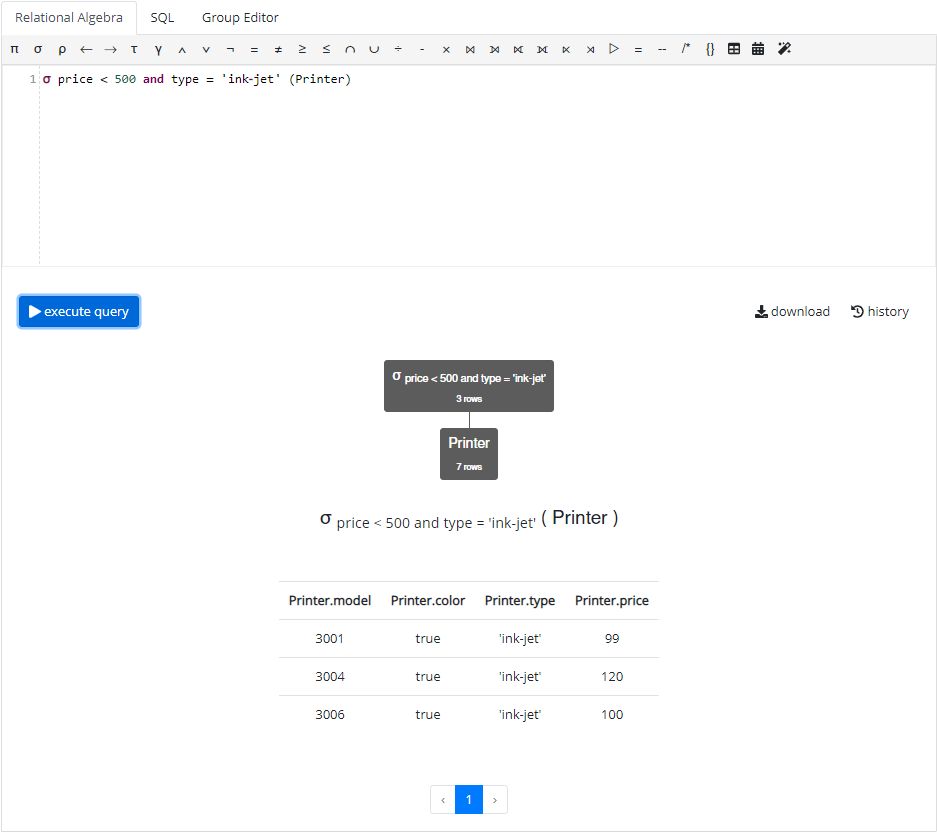 Relational Algebra SQL Group Editor
π σ ρ ← → τ γ ∧ ∨ ¬ = ≠ ≥ ≤ ∩ ∪ ÷ - × ⋈ ⟕ ⟖ ⟗ ⋉ ⋊ ▷ = -- /* {}
1 σ price < 500 and type = 'ink-jet' (Printer)
execute query download history
σ price < 500 and type = 'ink-jet'
3 rows
Printer
7 rows
σ price < 500 and type = 'ink-jet' ( Printer )
Printer.model Printer.color Printer.type Printer.price
3001 true 'ink-jet' 99
3004 true 'ink-jet' 120
3006 true 'ink-jet' 100
‹ 1 ›